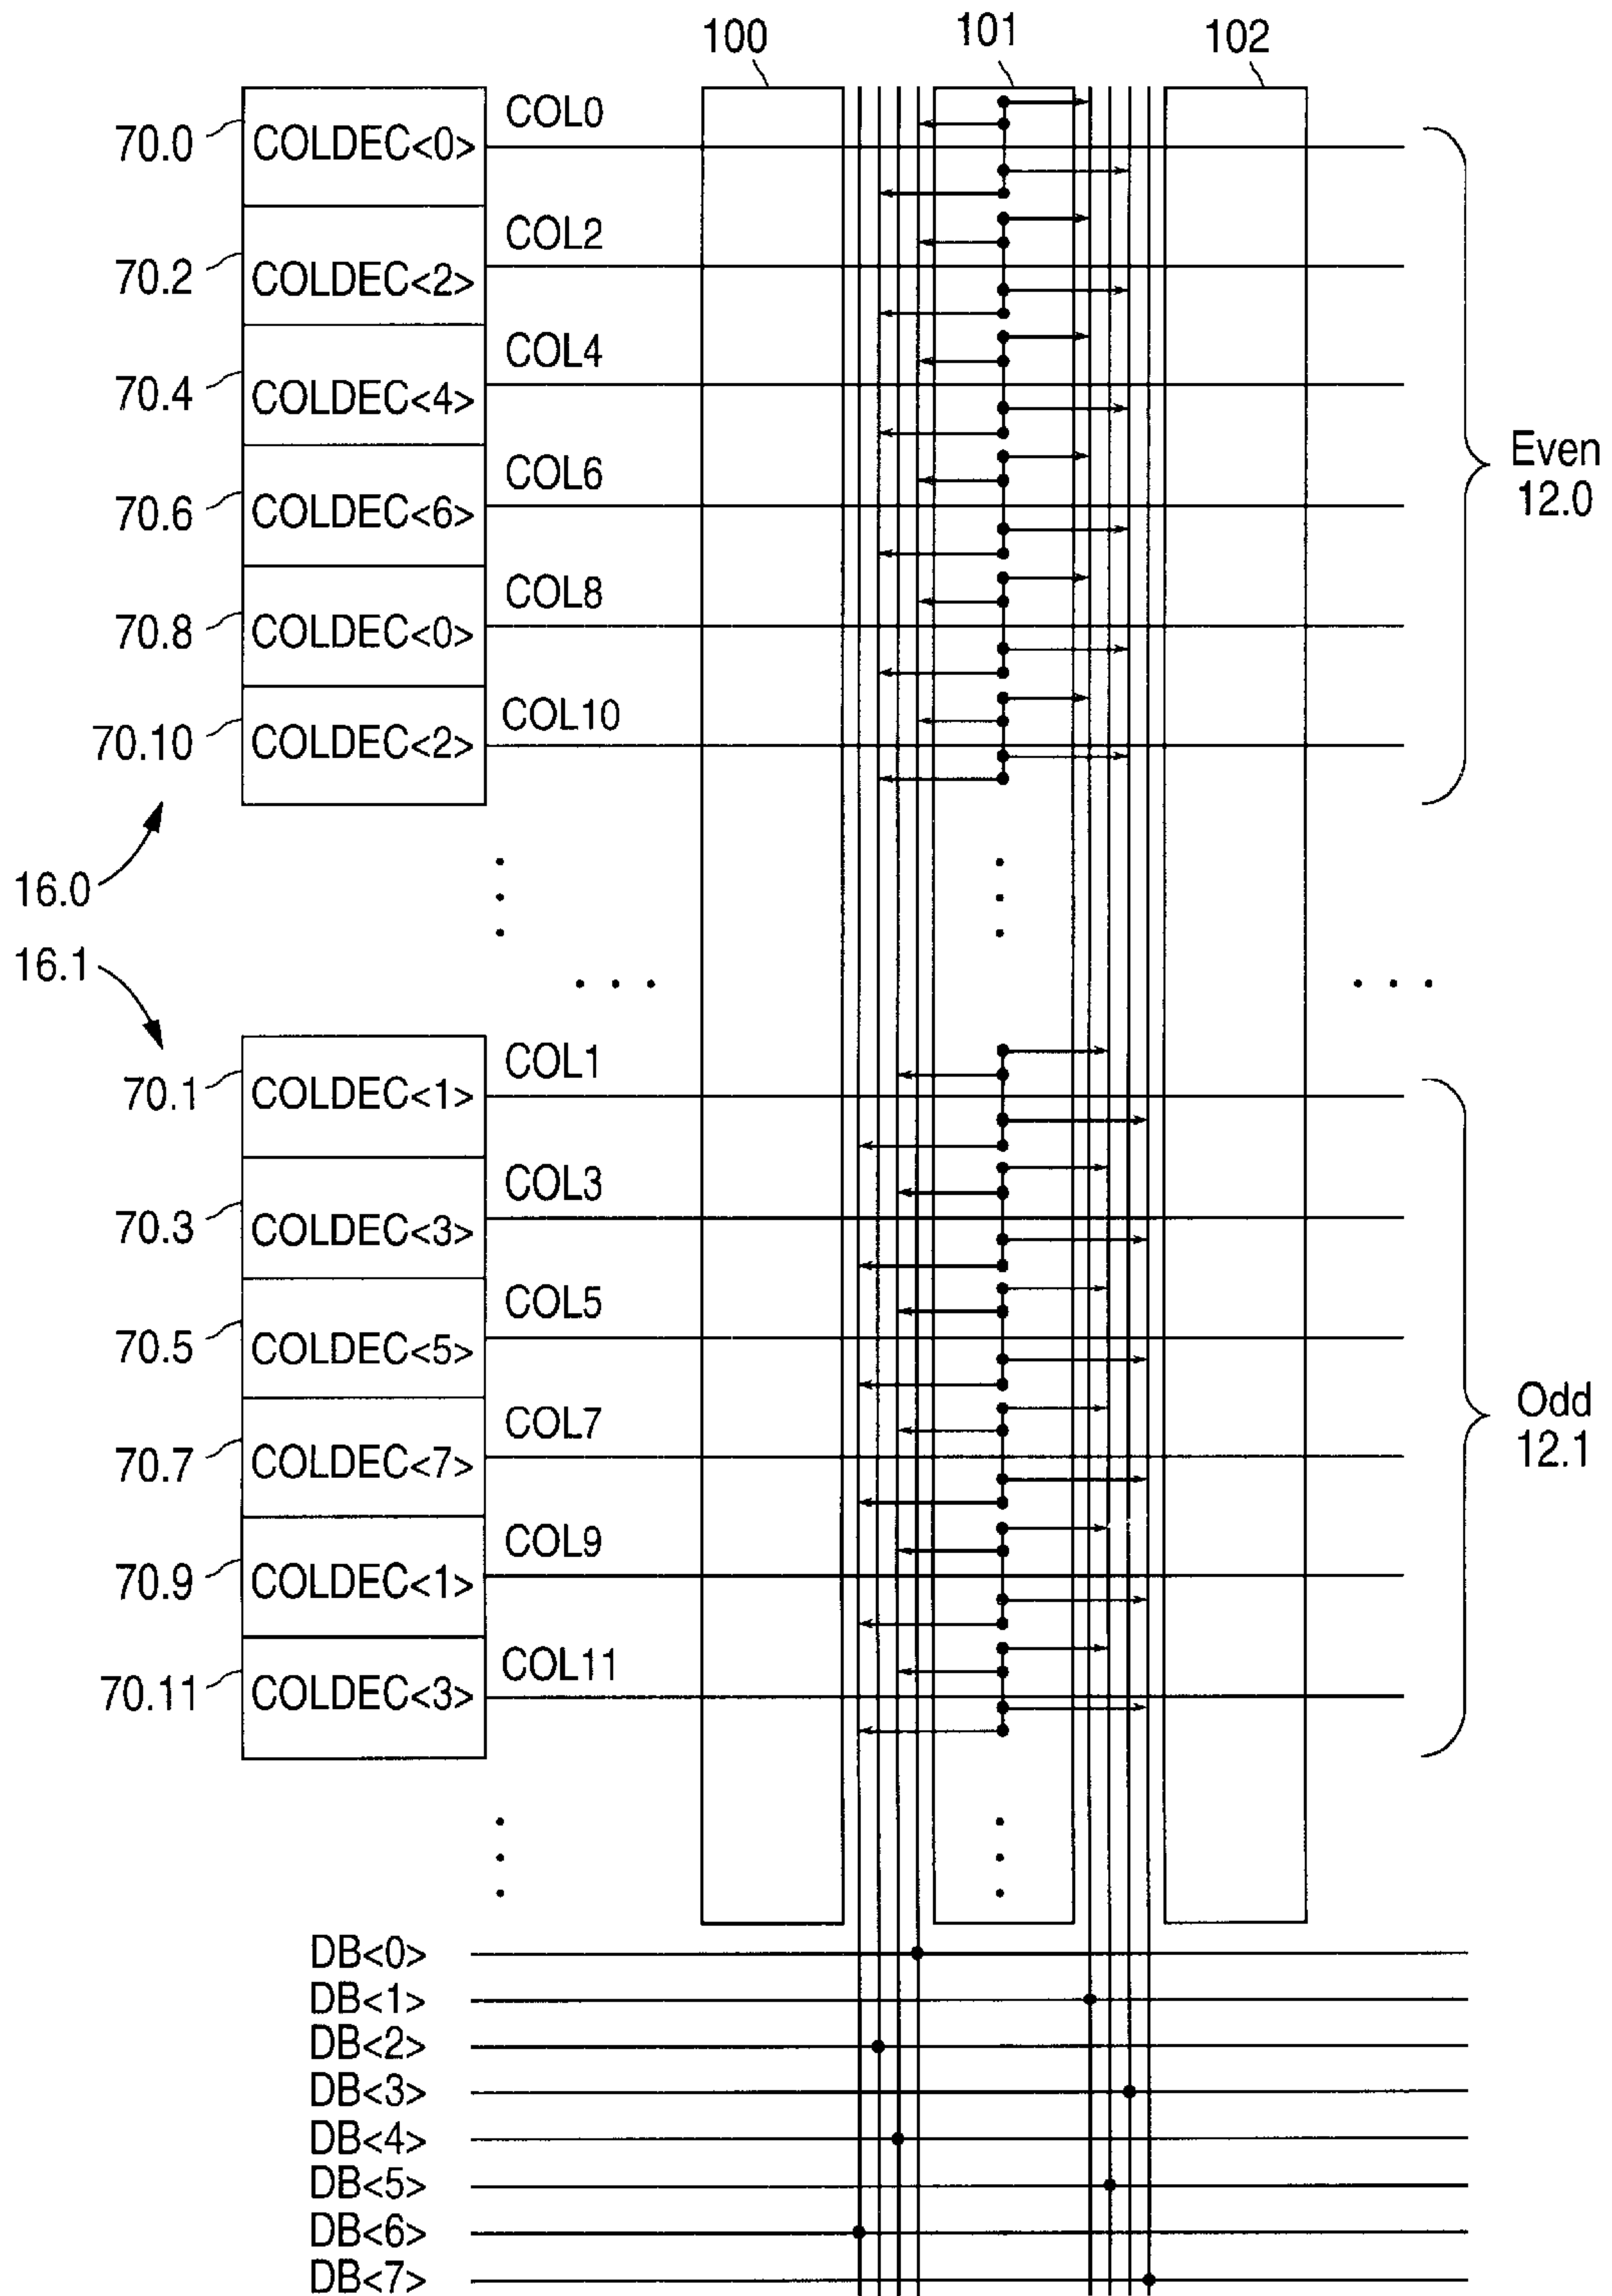 100 101 102
70.0 COLDEC<0> COL0
70.2 COLDEC<2> COL2
70.4 COLDEC<4> COL4
70.6 COLDEC<6> COL6
Even
12.0
70.8 COLDEC<0> COL8
70.10 COLDEC<2> COL10
16.0
16.1
70.1 COLDEC<1> COL1
70.3 COLDEC<3> COL3
70.5 COLDEC<5> COL5
70.7 COLDEC<7> COL7
Odd
12.1
70.9 COLDEC<1> COL9
70.11 COLDEC<3> COL11
DB<0>
DB<1>
DB<2>
DB<3>
DB<4>
DB<5>
DB<6>
DB<7>